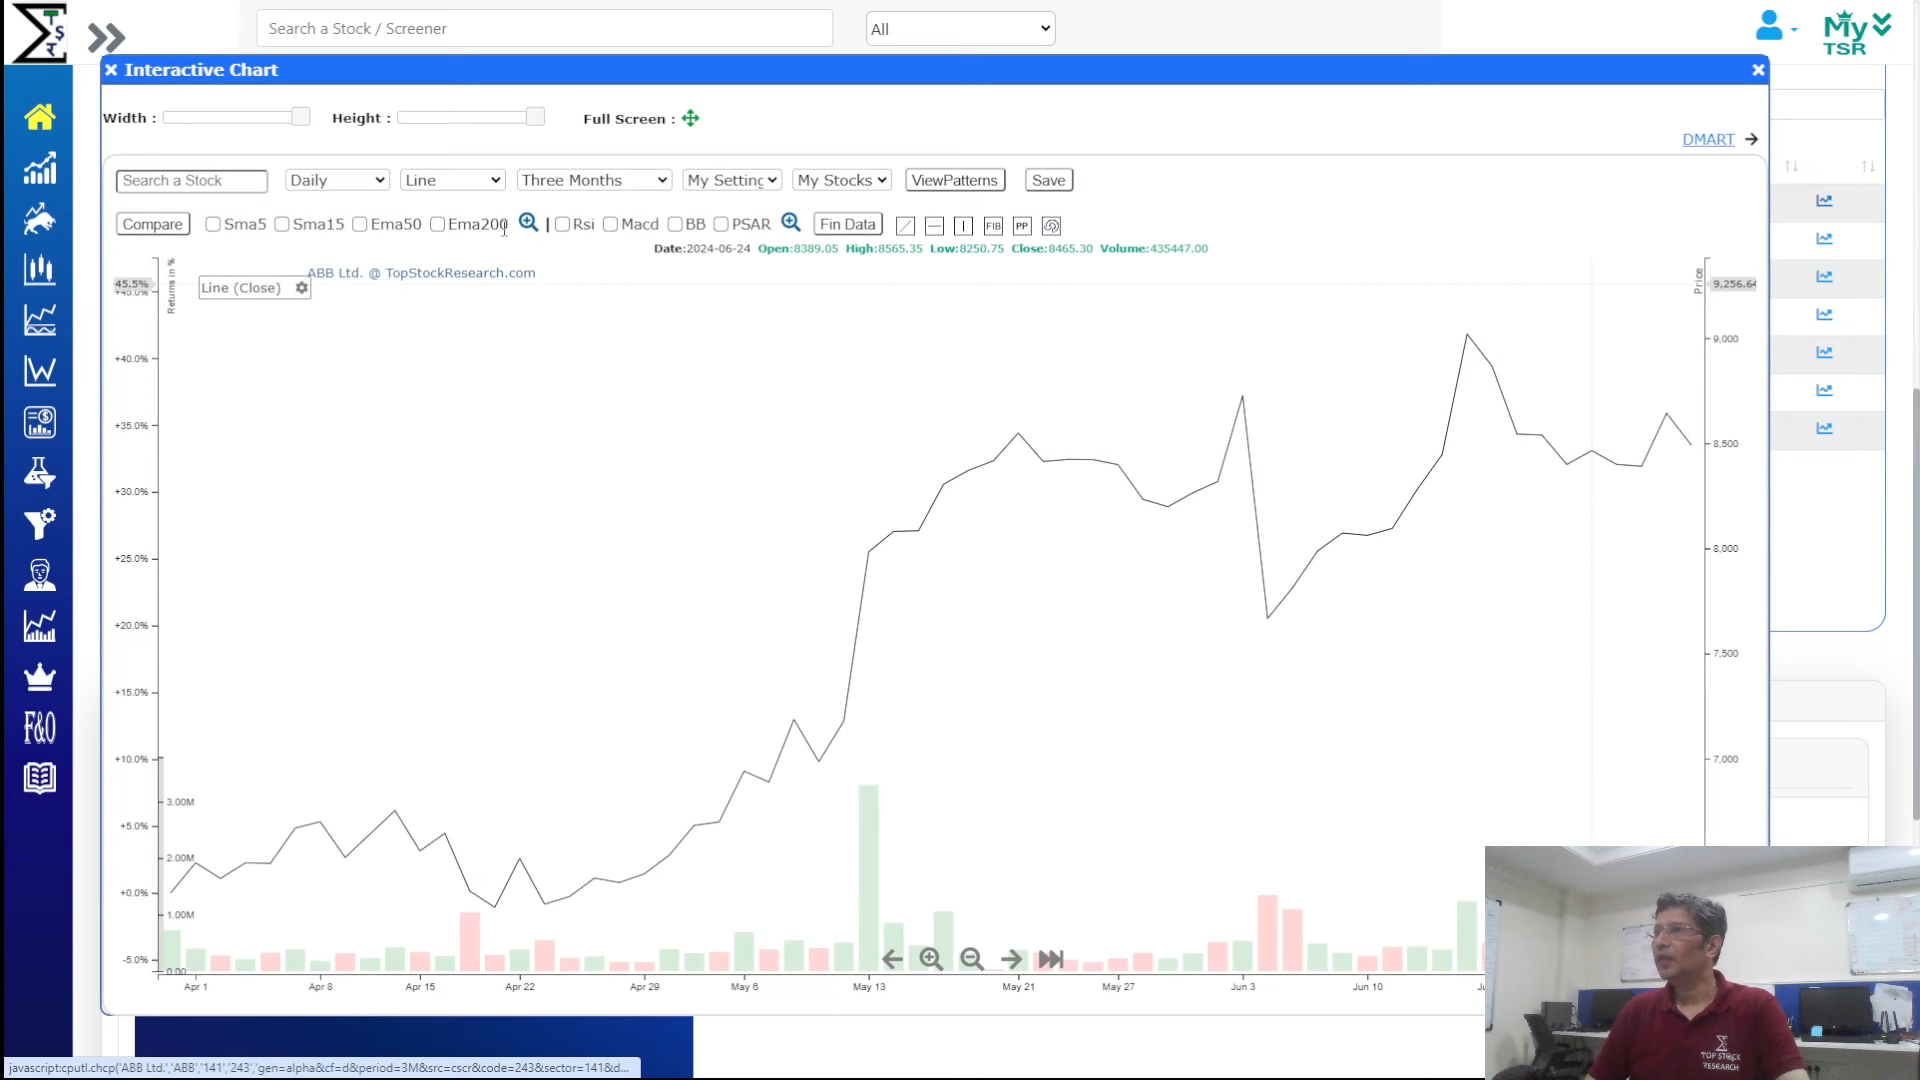 Search a Stock / Screener
All
My
TSR
Interactive Chart
Width :
Height :
Full Screen :
DMART
Search a Stock
Daily
Line
Three Months
My Setting
My Stocks
ViewPatterns
Save
Compare
Sma5
Sma15
Ema50
Ema200
Rsi
Macd
BB
PSAR
Fin Data
FIB
PP
Date:2024-06-24 Open:8389.05 High:8565.35 Low:8250.75 Close:8465.30 Volume:435447.00
ABB Ltd. @ TopStockResearch.com
Line (Close)
Returns in %
Price
45.5%
+40.0%
+35.0%
+30.0%
+25.0%
+20.0%
+15.0%
+10.0%
+5.0%
+0.0%
-5.0%
3.00M
2.00M
1.00M
0.00
9,256.64
9,000
8,500
8,000
7,500
7,000
Apr 1
Apr 8
Apr 15
Apr 22
Apr 29
May 6
May 13
May 21
May 27
Jun 3
Jun 10
F&O
TOP STOCK
RESEARCH
javascript:cputl.chcp('ABB Ltd.','ABB','141','243','gen=alpha&cf=d&period=3M&src=cscr&code=243&sector=141&d...